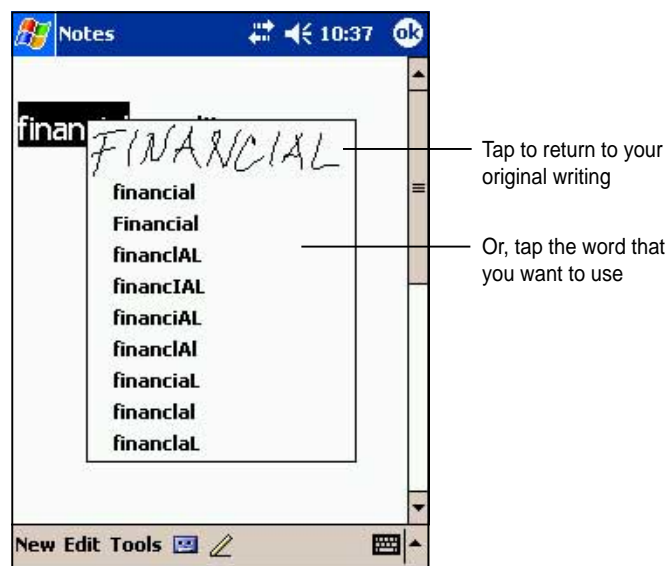 Notes 10:37 ok
finan
FINANCIAL
financial
Financial
financlAL
financIAL
financiAL
financlAl
financiaL
financlal
financlaL
New Edit Tools
Tap to return to your
original writing
Or, tap the word that
you want to use